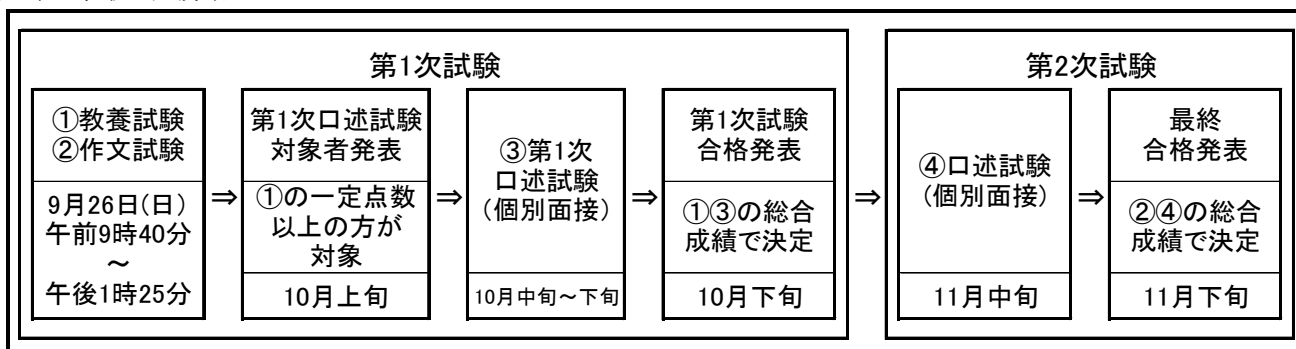 第1次試験
①教養試験
②作文試験
9月26日(日)
午前9時40分
～
午後1時25分
⇒
第1次口述試験
対象者発表
①の一定点数
以上の方が
対象
10月上旬
⇒
③第1次
口述試験
(個別面接)
10月中旬～下旬
⇒
第1次試験
合格発表
①③の総合
成績で決定
10月下旬
⇒
第2次試験
④口述試験
(個別面接)
11月中旬
⇒
最終
合格発表
②④の総合
成績で決定
11月下旬